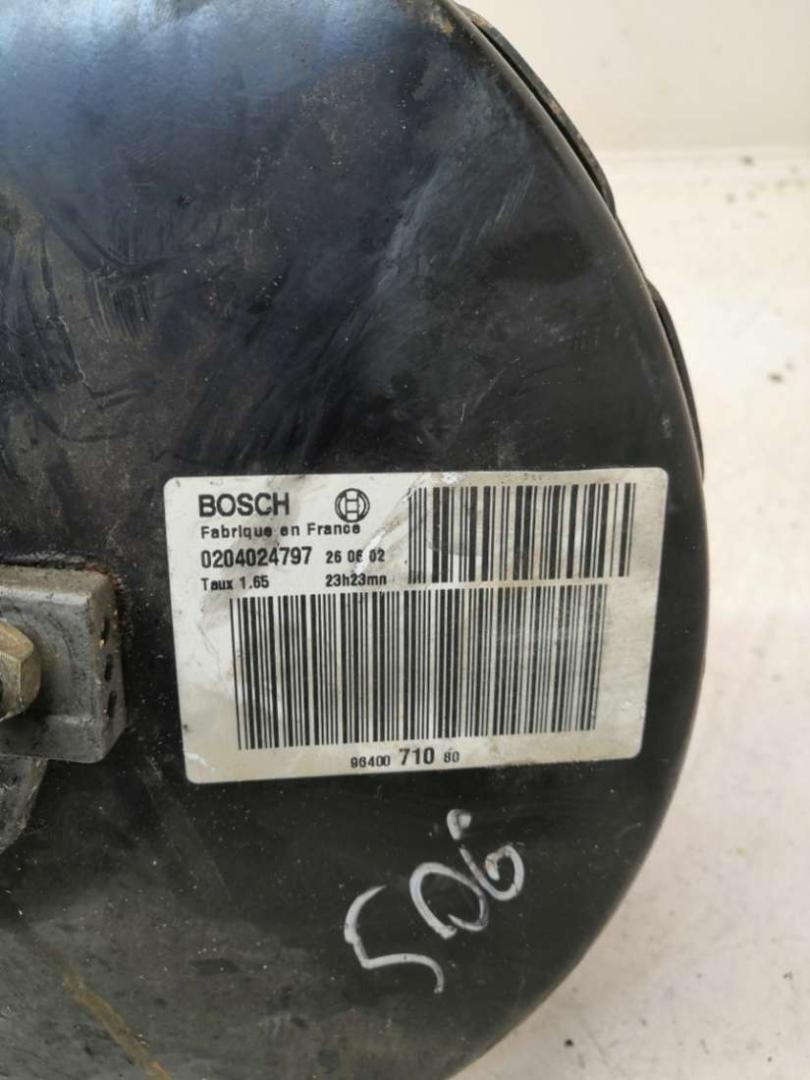 BOSCH
Fabrique en France
0204024797 26 06 02
Taux 1.65 23h23mn
96400 710 80
506